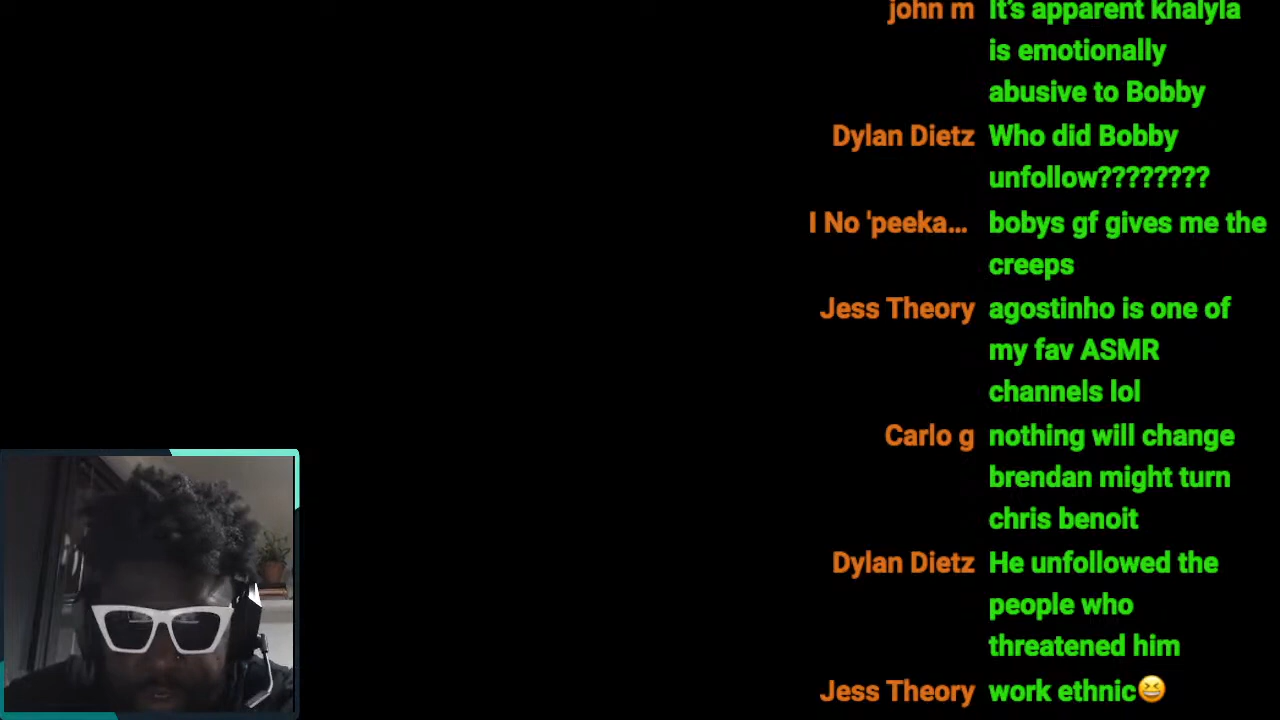 john m It's apparent khalyla
is emotionally
abusive to Bobby
Dylan Dietz Who did Bobby
unfollow????????
I No 'peeka... bobys gf gives me the
creeps
Jess Theory agostinho is one of
my fav ASMR
channels lol
Carlo g nothing will change
brendan might turn
chris benoit
Dylan Dietz He unfollowed the
people who
threatened him
Jess Theory work ethnic😆